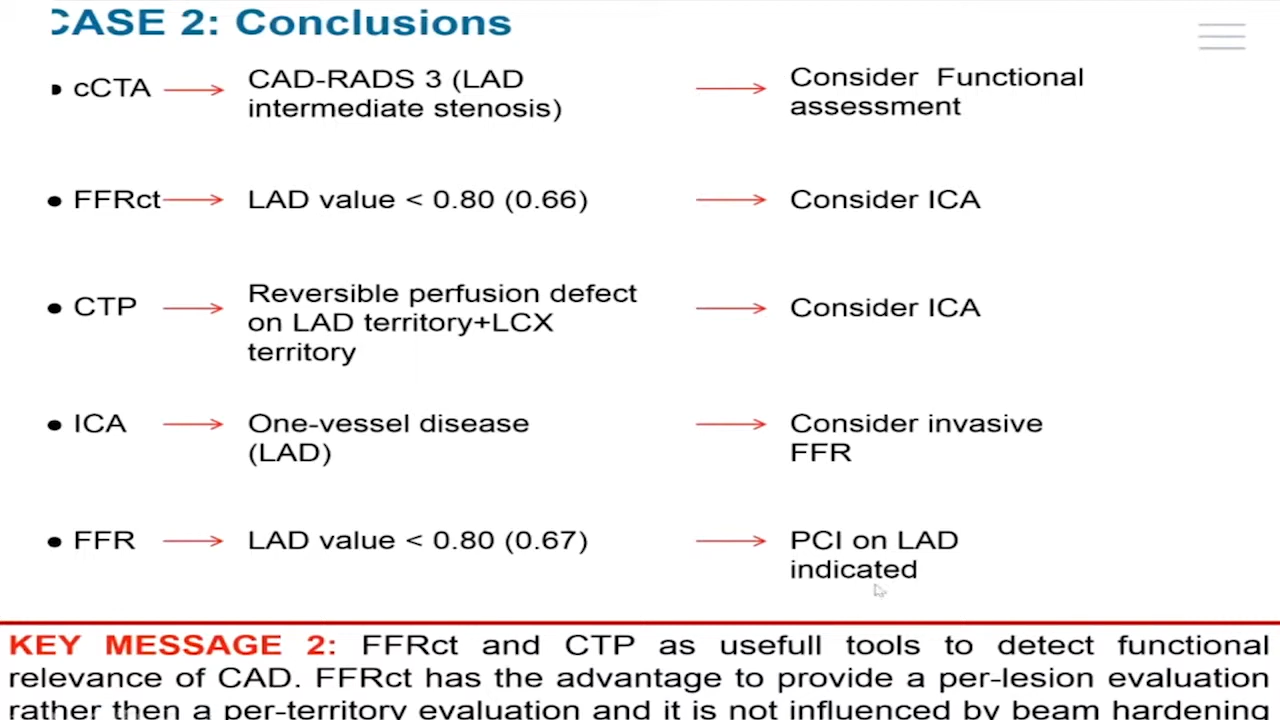 CASE 2: Conclusions
• cCTA → CAD-RADS 3 (LAD intermediate stenosis) → Consider Functional assessment
• FFRct → LAD value < 0.80 (0.66) → Consider ICA
• CTP → Reversible perfusion defect on LAD territory+LCX territory → Consider ICA
• ICA → One-vessel disease (LAD) → Consider invasive FFR
• FFR → LAD value < 0.80 (0.67) → PCI on LAD indicated
KEY MESSAGE 2: FFRct and CTP as usefull tools to detect functional
relevance of CAD. FFRct has the advantage to provide a per-lesion evaluation
rather then a per-territory evaluation and it is not influenced by beam hardening